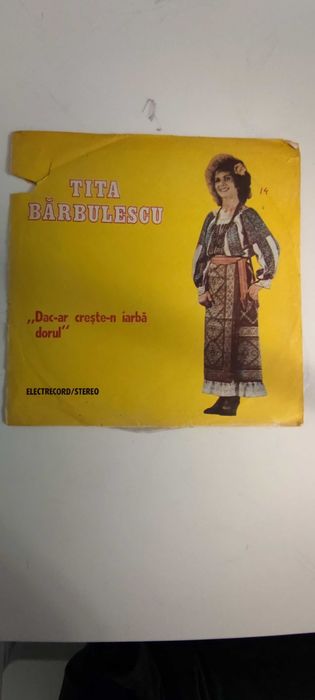 TITA
BĂRBULESCU
14
„Dac-ar crește-n iarbă
dorul"
ELECTRECORD/STEREO